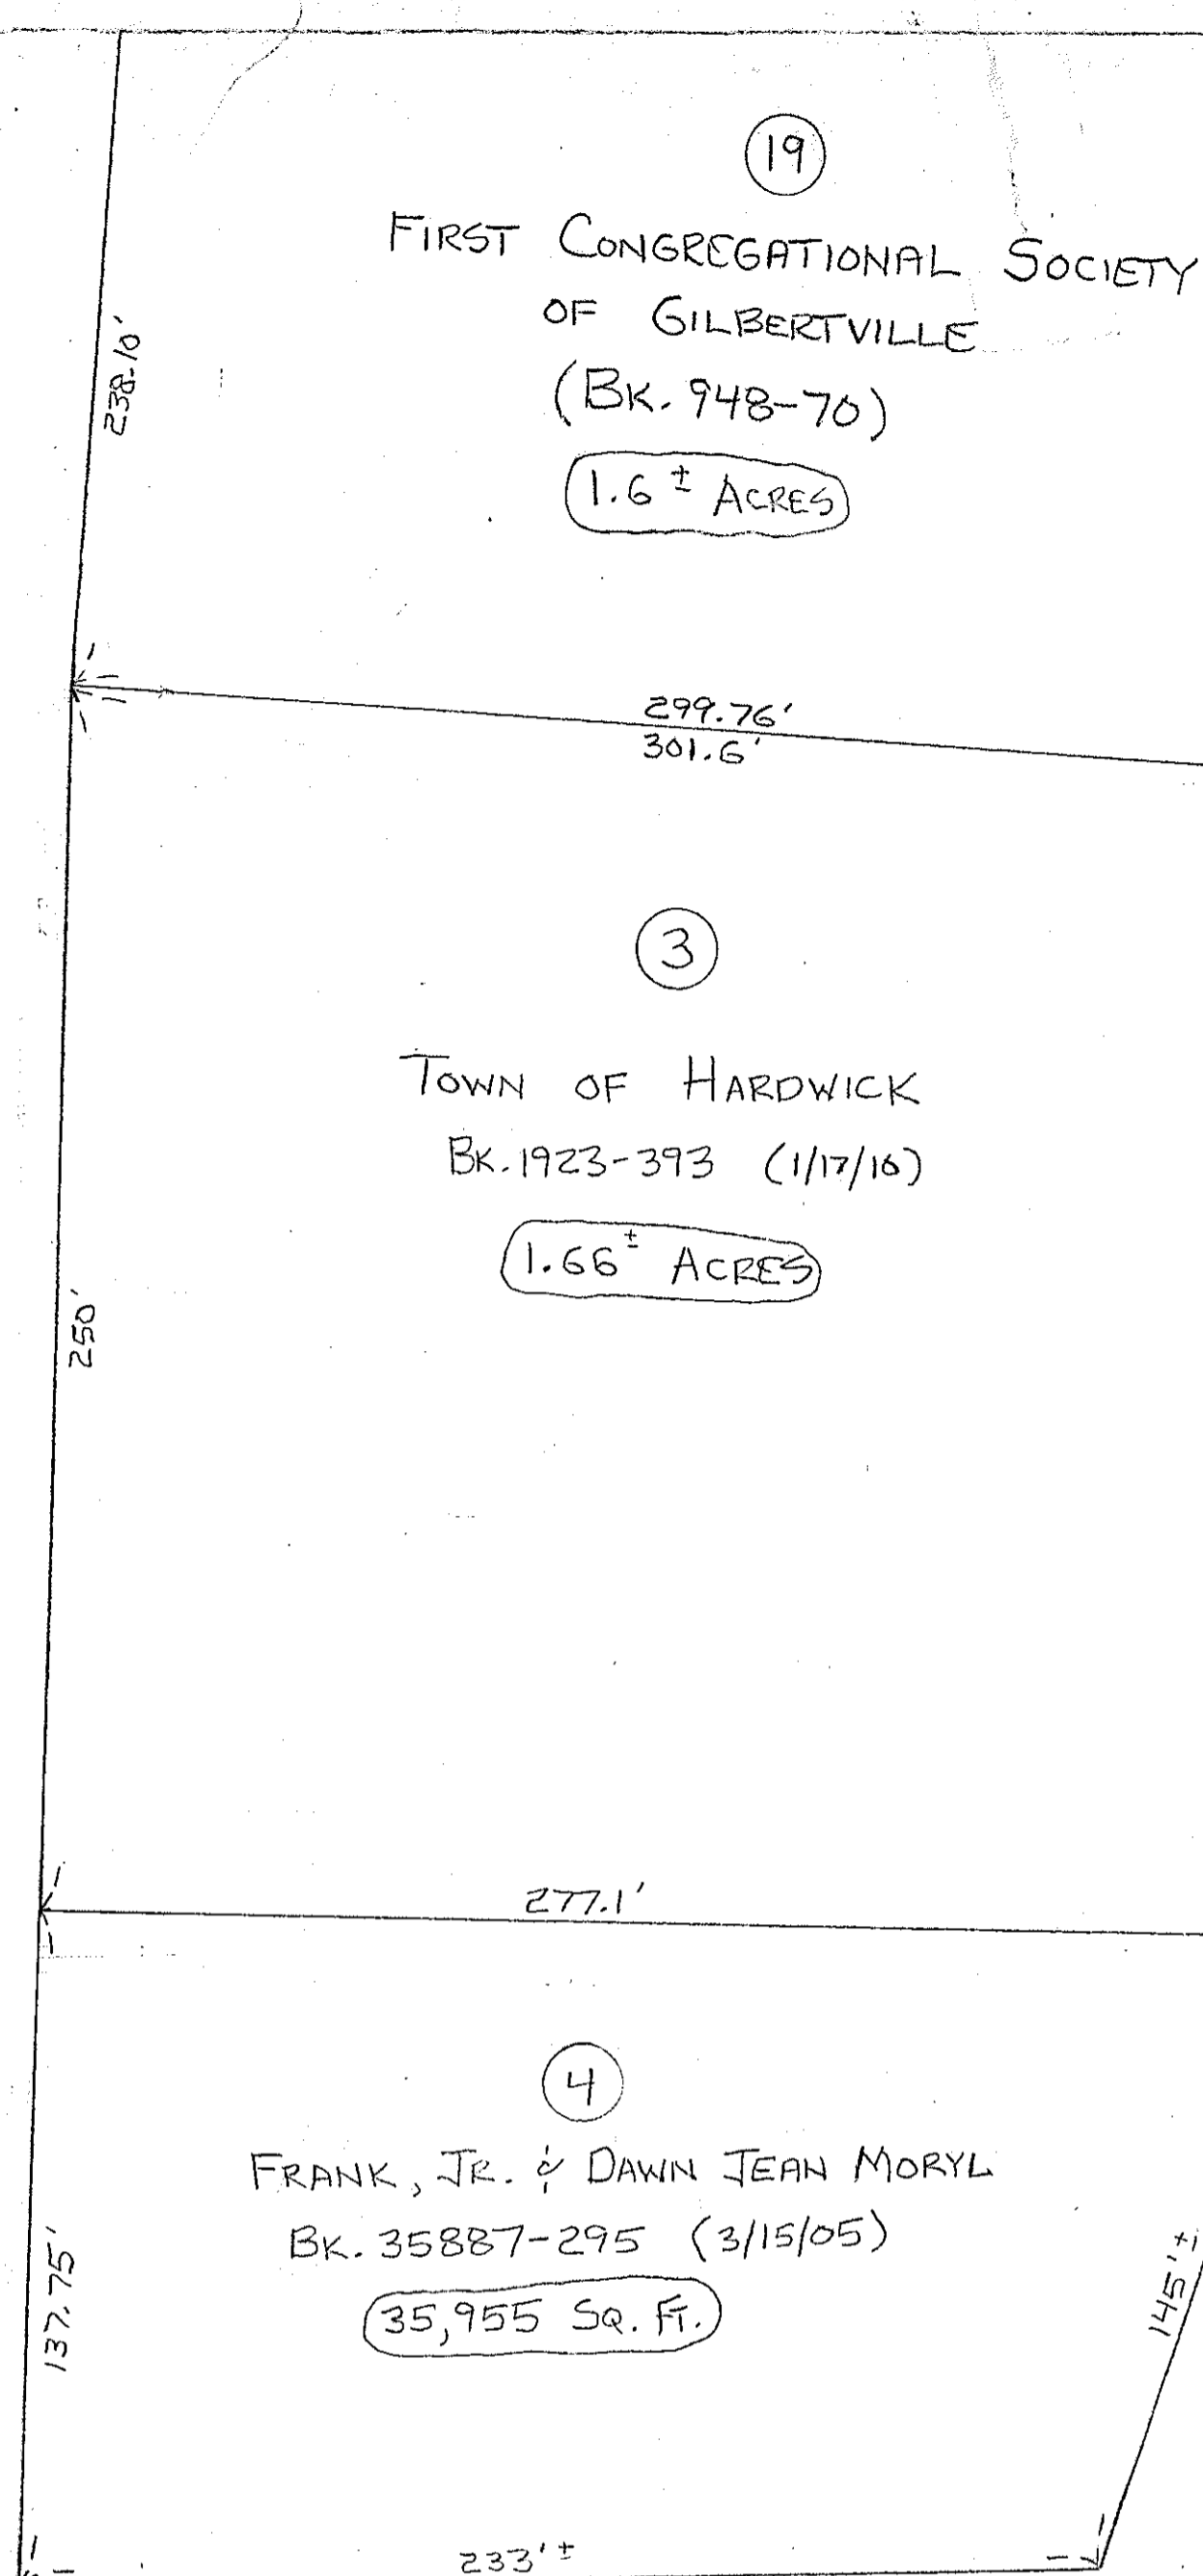 19
FIRST CONGREGATIONAL SOCIETY
OF GILBERTVILLE
(BK. 948-70)
1.6 ± ACRES
238.10'
299.76'
301.6'
3
TOWN OF HARDWICK
BK. 1923-393 (1/17/10)
1.66 ± ACRES
250'
277.1'
4
FRANK, JR. & DAWN JEAN MORYL
BK. 35887-295 (3/15/05)
35,955 SQ. FT.
137.75'
145'±
233'±